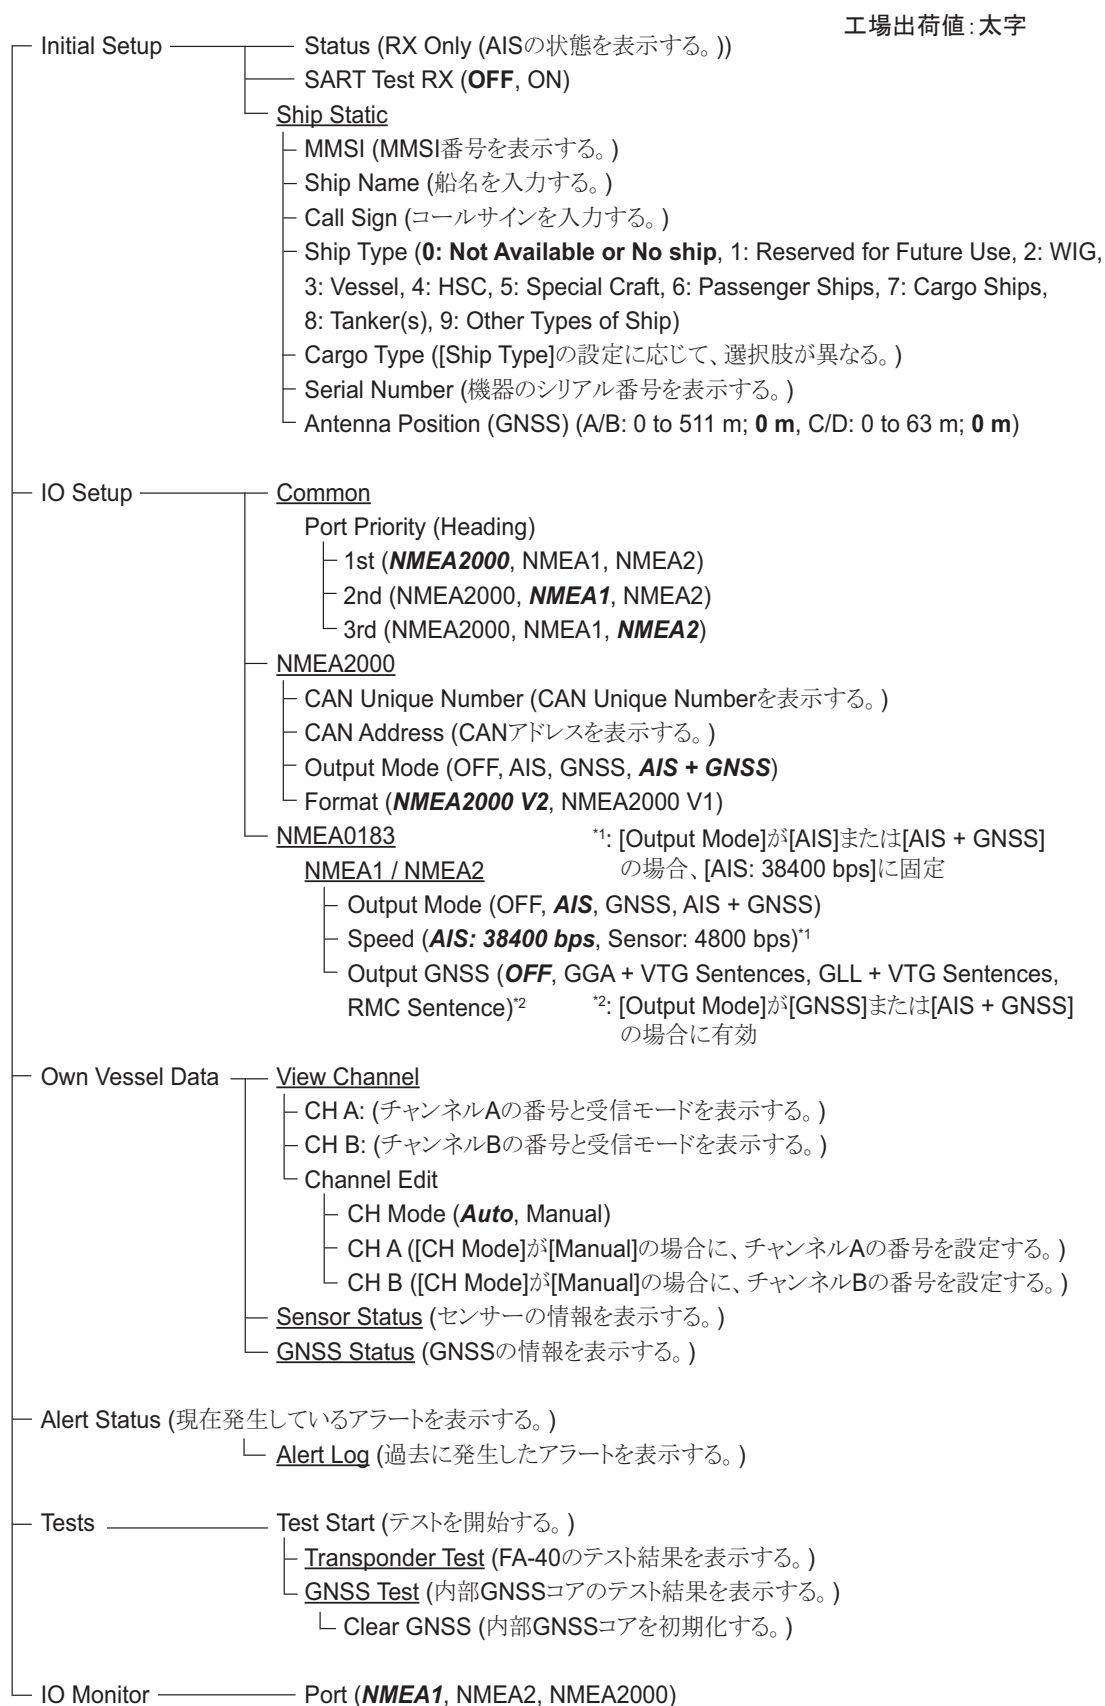 工場出荷値:太字
Initial Setup Status (RX Only (AISの状態を表示する。))
SART Test RX (OFF, ON)
Ship Static
MMSI (MMSI番号を表示する。)
Ship Name (船名を入力する。)
Call Sign (コールサインを入力する。)
Ship Type (0: Not Available or No ship, 1: Reserved for Future Use, 2: WIG,
3: Vessel, 4: HSC, 5: Special Craft, 6: Passenger Ships, 7: Cargo Ships,
8: Tanker(s), 9: Other Types of Ship)
Cargo Type ([Ship Type]の設定に応じて、選択肢が異なる。)
Serial Number (機器のシリアル番号を表示する。)
Antenna Position (GNSS) (A/B: 0 to 511 m; 0 m, C/D: 0 to 63 m; 0 m)
IO Setup Common
Port Priority (Heading)
1st (NMEA2000, NMEA1, NMEA2)
2nd (NMEA2000, NMEA1, NMEA2)
3rd (NMEA2000, NMEA1, NMEA2)
NMEA2000
CAN Unique Number (CAN Unique Numberを表示する。)
CAN Address (CANアドレスを表示する。)
Output Mode (OFF, AIS, GNSS, AIS + GNSS)
Format (NMEA2000 V2, NMEA2000 V1)
NMEA0183 *1: [Output Mode]が[AIS]または[AIS + GNSS]
NMEA1 / NMEA2 の場合、[AIS: 38400 bps]に固定
Output Mode (OFF, AIS, GNSS, AIS + GNSS)
Speed (AIS: 38400 bps, Sensor: 4800 bps)*1
Output GNSS (OFF, GGA + VTG Sentences, GLL + VTG Sentences,
RMC Sentence)*2 *2: [Output Mode]が[GNSS]または[AIS + GNSS]
の場合に有効
Own Vessel Data View Channel
CH A: (チャンネルAの番号と受信モードを表示する。)
CH B: (チャンネルBの番号と受信モードを表示する。)
Channel Edit
CH Mode (Auto, Manual)
CH A ([CH Mode]が[Manual]の場合に、チャンネルAの番号を設定する。)
CH B ([CH Mode]が[Manual]の場合に、チャンネルBの番号を設定する。)
Sensor Status (センサーの情報を表示する。)
GNSS Status (GNSSの情報を表示する。)
Alert Status (現在発生しているアラートを表示する。)
Alert Log (過去に発生したアラートを表示する。)
Tests Test Start (テストを開始する。)
Transponder Test (FA-40のテスト結果を表示する。)
GNSS Test (内部GNSSコアのテスト結果を表示する。)
Clear GNSS (内部GNSSコアを初期化する。)
IO Monitor Port (NMEA1, NMEA2, NMEA2000)